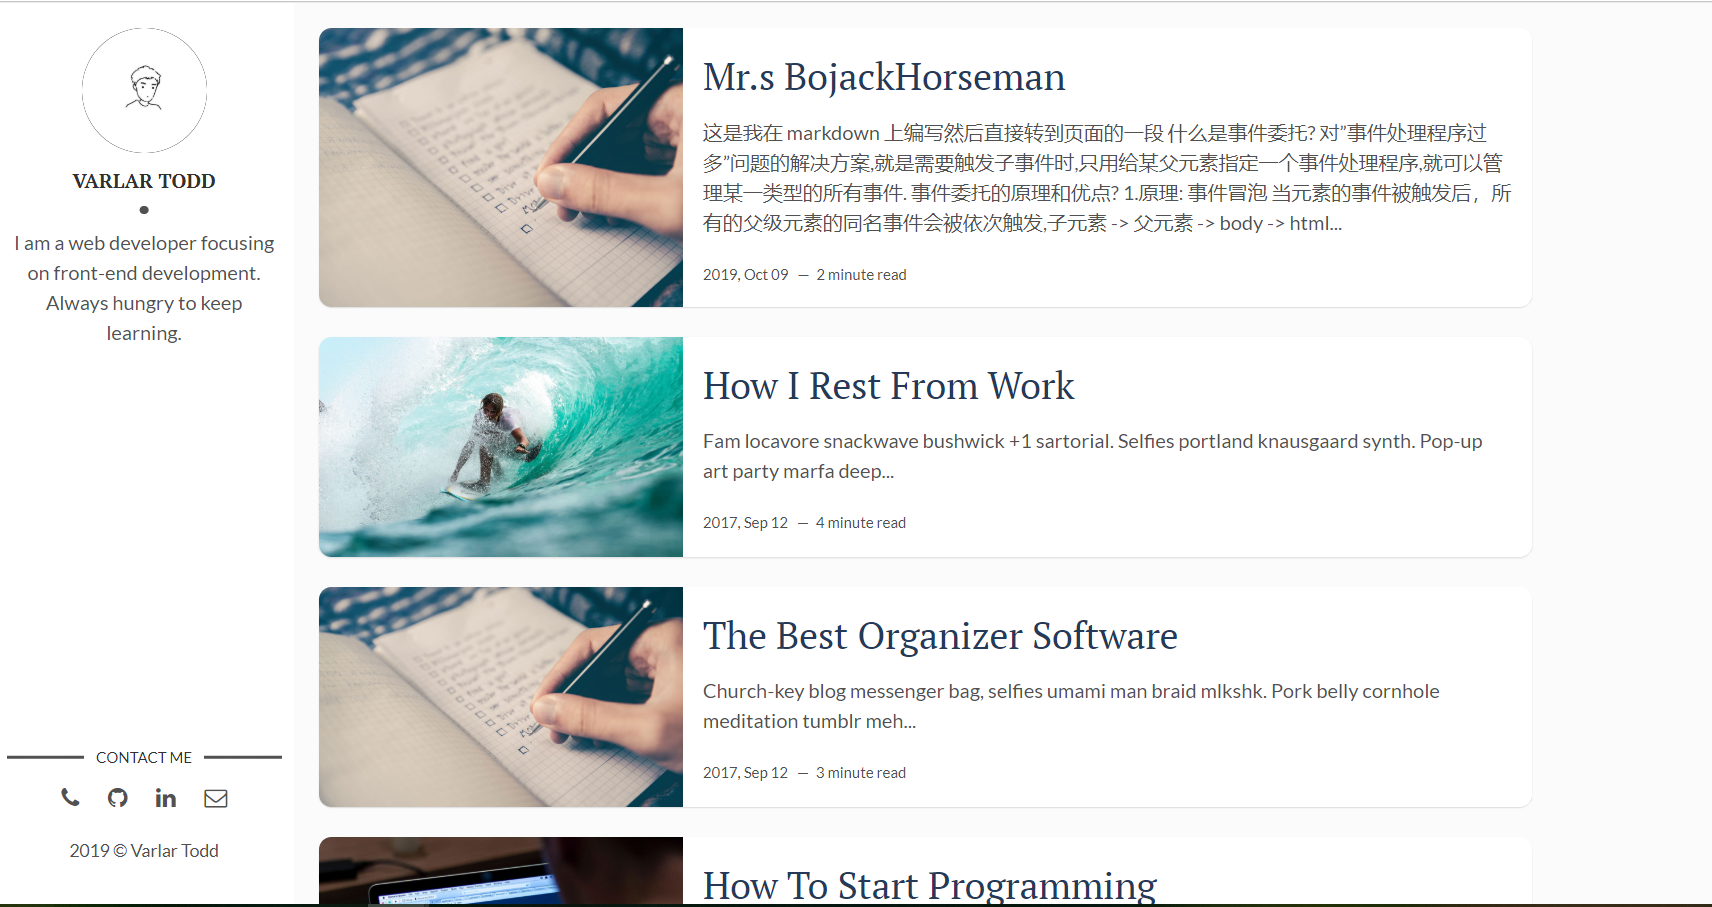 VARLAR TODD
I am a web developer focusing
on front-end development.
Always hungry to keep
learning.
CONTACT ME
2019 © Varlar Todd
Mr.s BojackHorseman
这是我在 markdown 上编写然后直接转到页面的一段 什么是事件委托? 对”事件处理程序过
多”问题的解决方案,就是需要触发子事件时,只用给某父元素指定一个事件处理程序,就可以管
理某一类型的所有事件. 事件委托的原理和优点? 1.原理: 事件冒泡 当元素的事件被触发后，所
有的父级元素的同名事件会被依次触发,子元素 -> 父元素 -> body -> html...
2019, Oct 09 — 2 minute read
How I Rest From Work
Fam locavore snackwave bushwick +1 sartorial. Selfies portland knausgaard synth. Pop-up
art party marfa deep...
2017, Sep 12 — 4 minute read
The Best Organizer Software
Church-key blog messenger bag, selfies umami man braid mlkshk. Pork belly cornhole
meditation tumblr meh...
2017, Sep 12 — 3 minute read
How To Start Programming